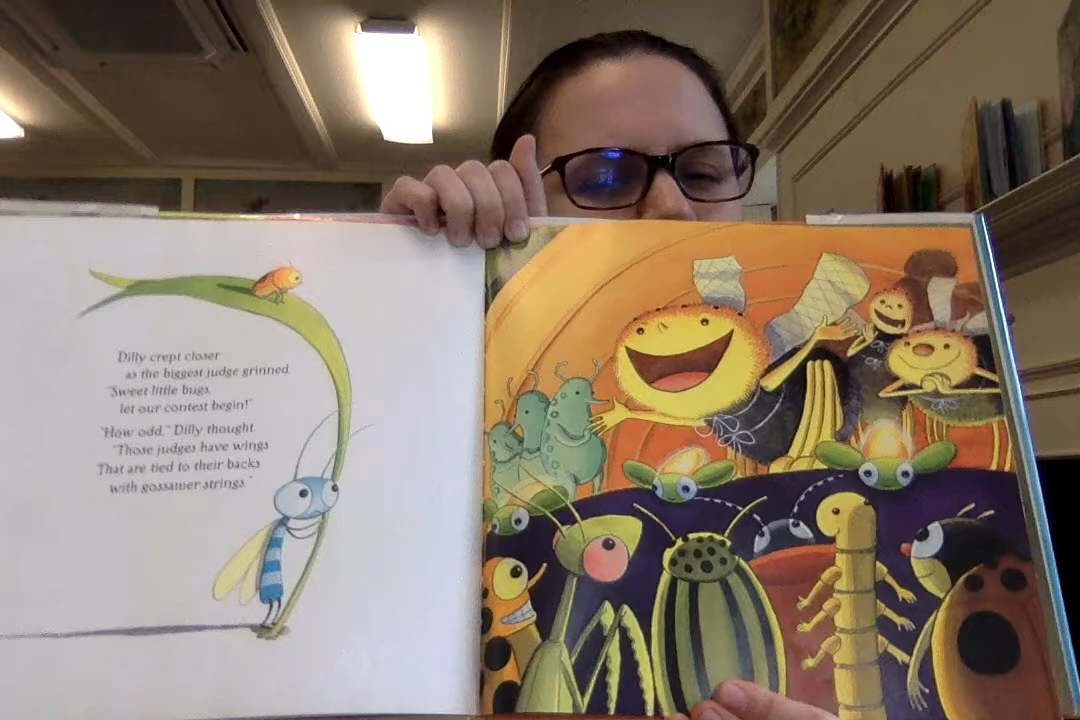 Dilly crept closer
as the biggest judge grinned.
"Sweet little bugs,
let our contest begin!"
"How odd," Dilly thought.
"Those judges have wings
That are tied to their backs
with gossamer strings."